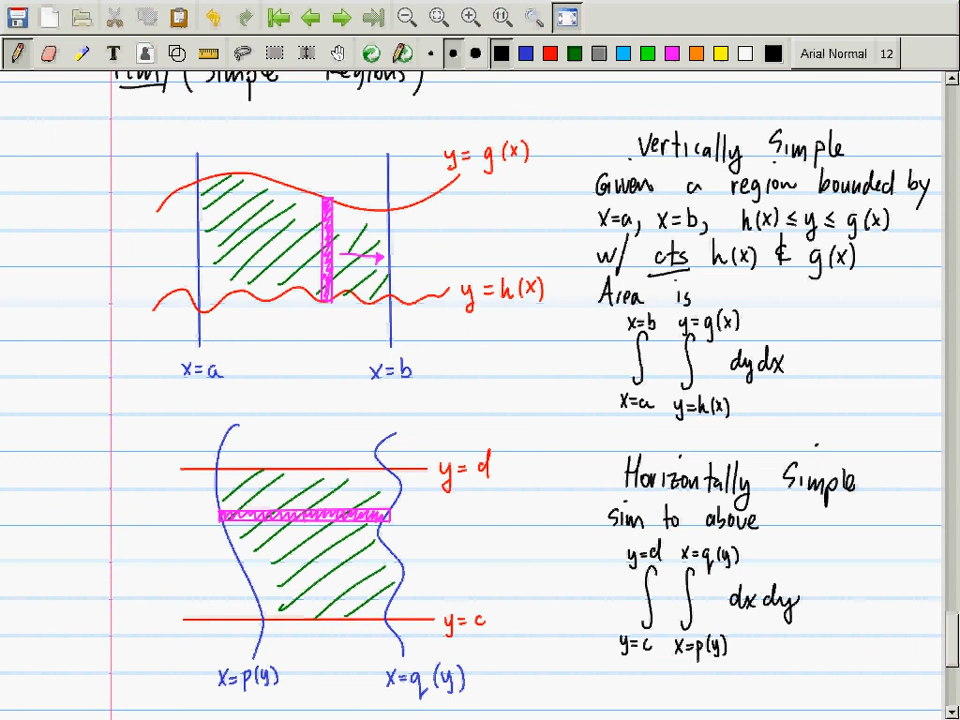 Arial Normal 12
(Simple Regions)
y = g(x)
y = h(x)
x=a
x=b
Vertically Simple
Given a region bounded by
x=a, x=b, h(x) ≤ y ≤ g(x)
w/ cts h(x) & g(x)
Area is
x=b y=g(x)
∫ ∫ dy dx
x=a y=h(x)
y = d
y = c
x=p(y)
x=q(y)
Horizontally Simple
sim to above
y=d x=q(y)
∫ ∫ dx dy
y=c x=p(y)